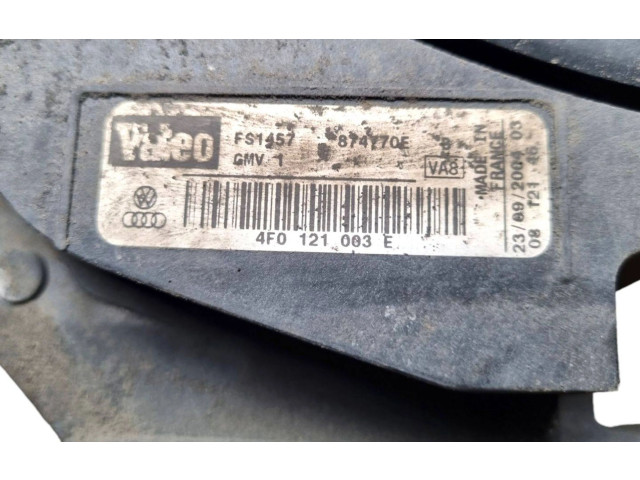 Valeo
FS1457 874770E
GMV. 1
VA8
4F0 121 003 E
MADE IN
FRANCE
23/09/2004 03
08 T21 46